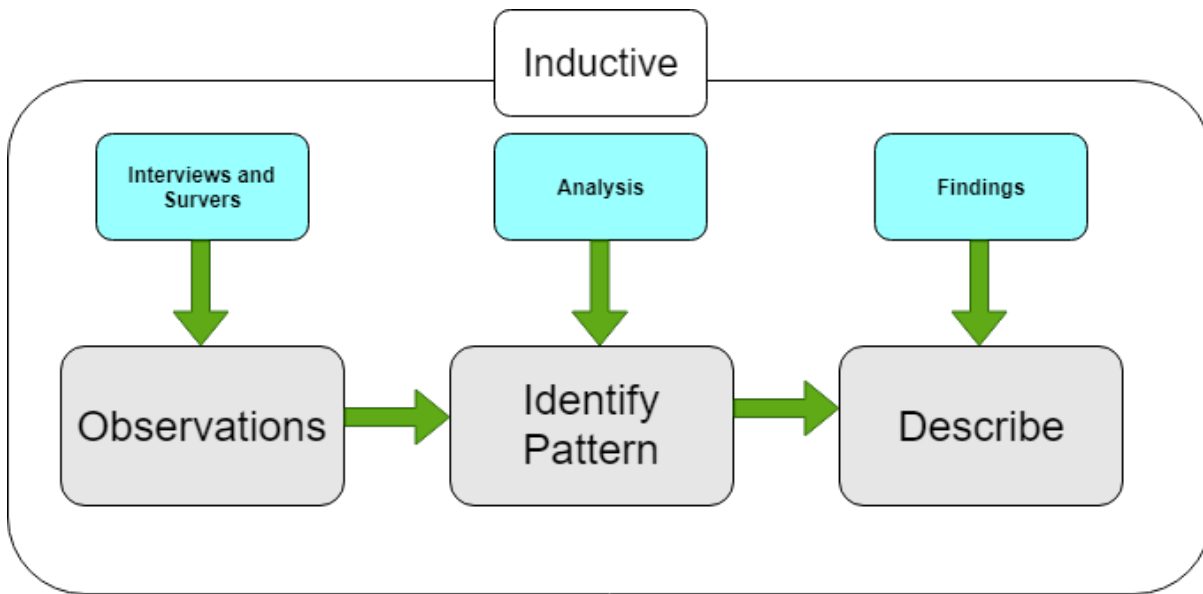 Inductive
Interviews and
Survers
Analysis
Findings
Observations
Identify
Pattern
Describe